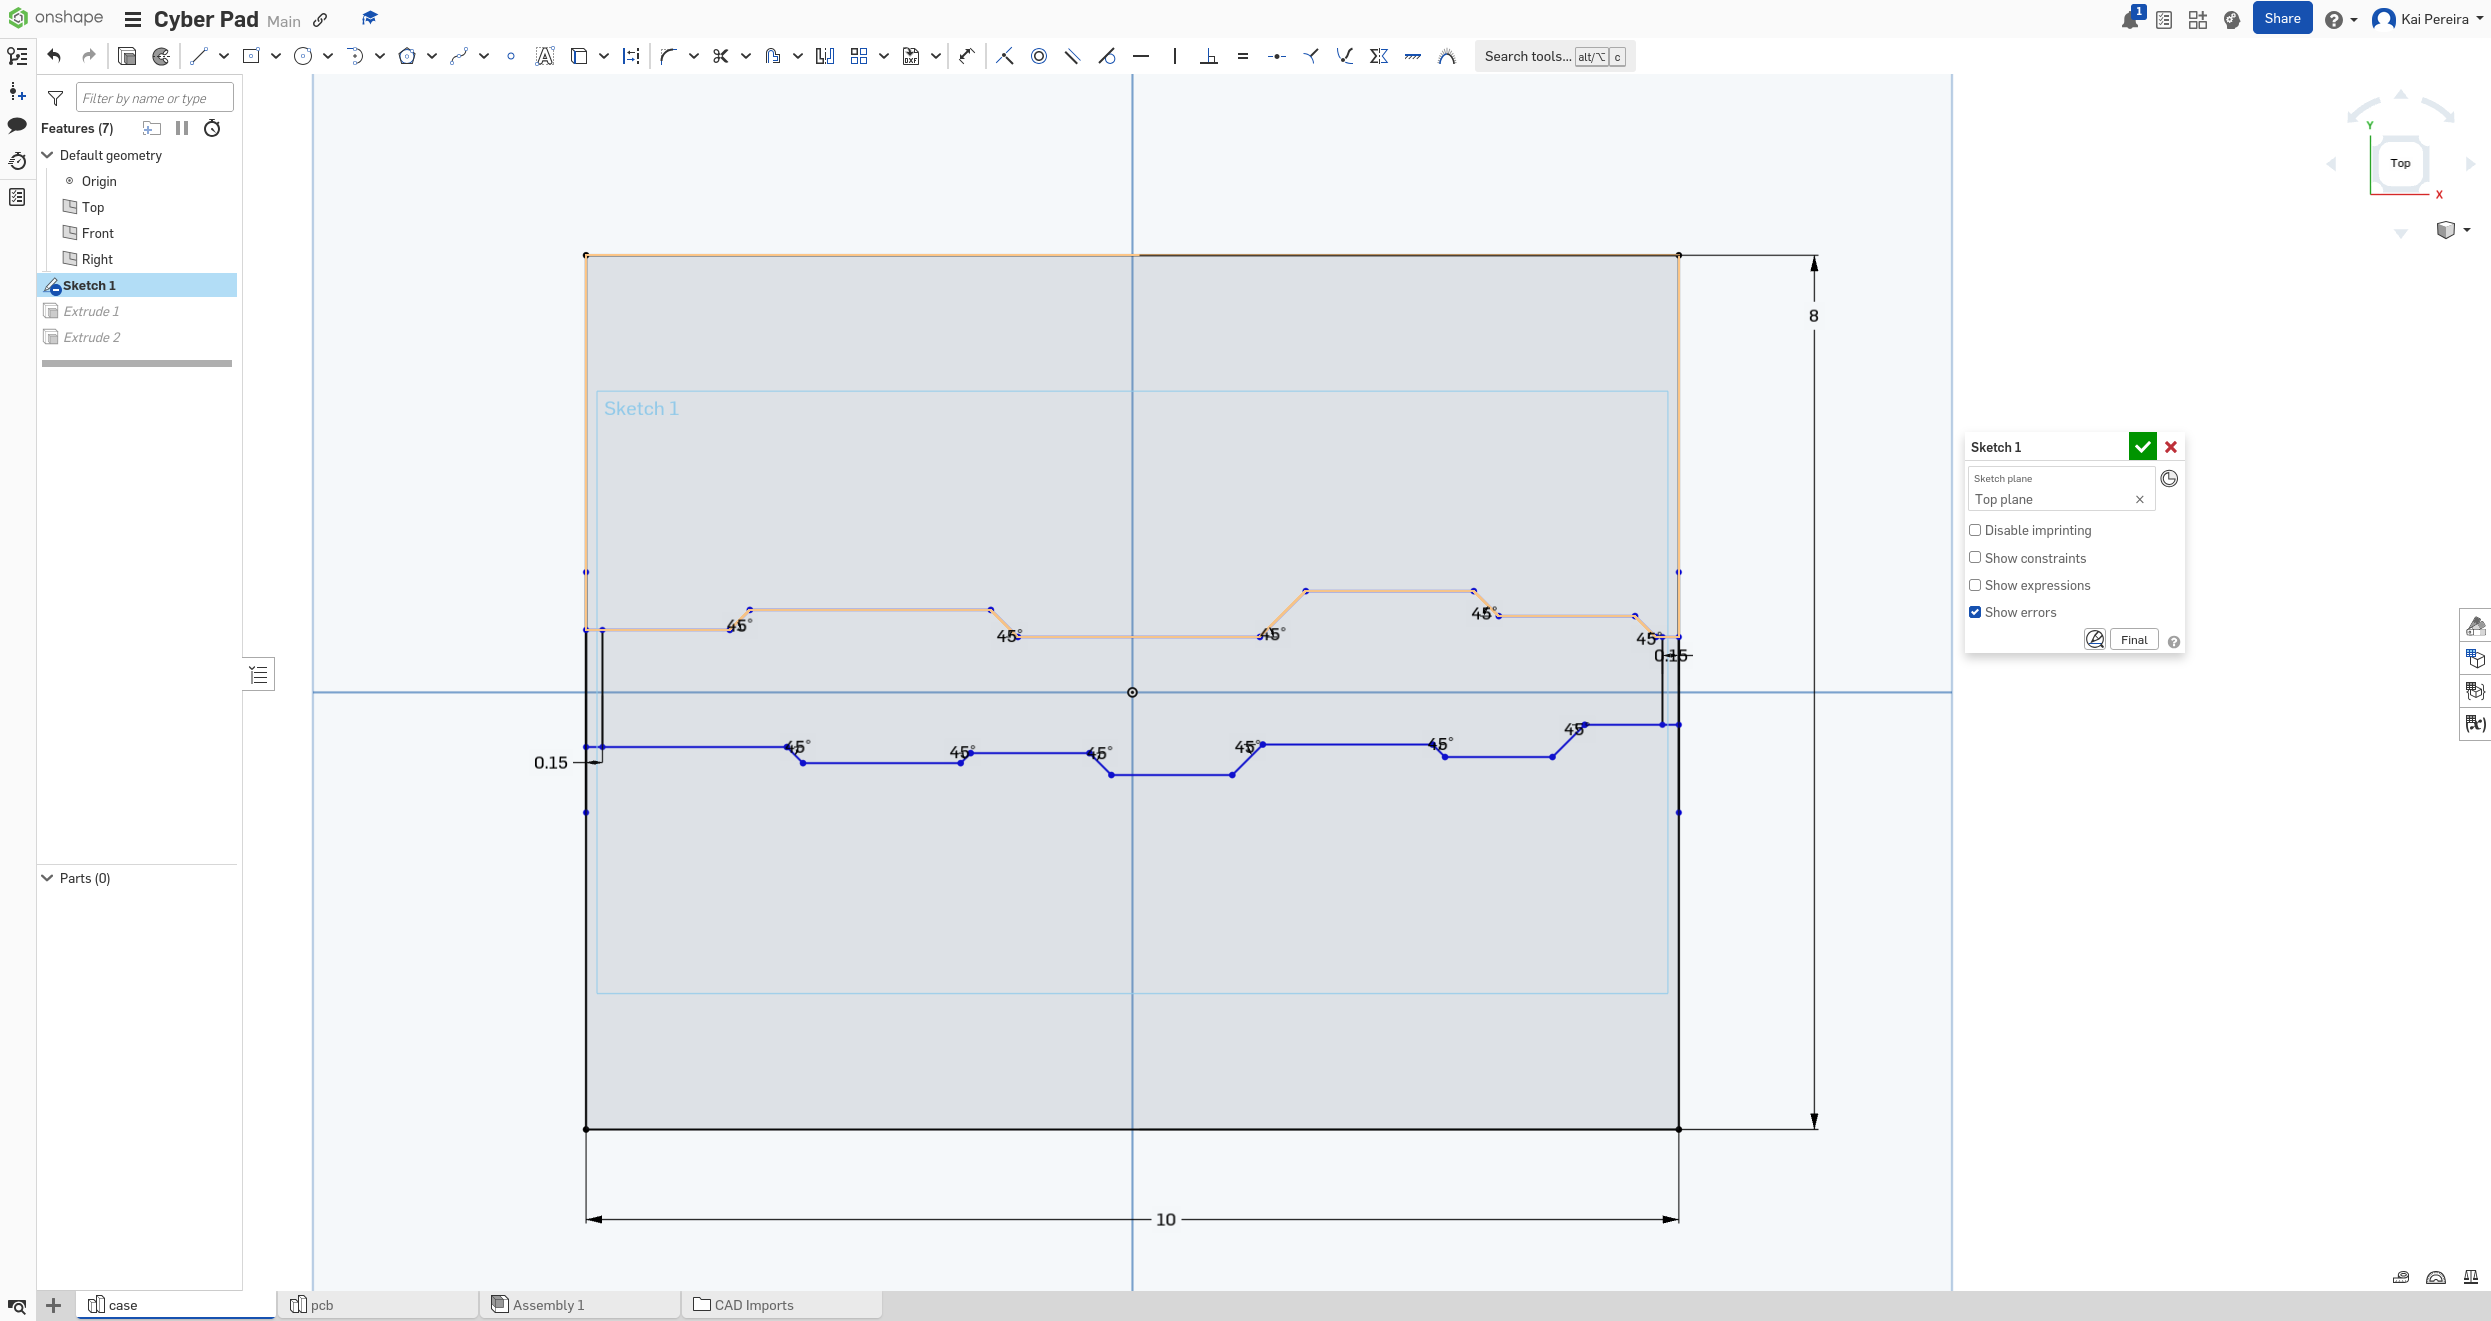 onshape
Cyber Pad Main
1
Share
Kai Pereira
Search tools... alt/⌥ c
Filter by name or type
Features (7)
Default geometry
Origin
Top
Front
Right
Sketch 1
Extrude 1
Extrude 2
Parts (0)
Y
Top
X
8
Sketch 1
45°
45°
45°
45°
45°
0.15
45°
45°
45°
45°
45°
45
0.15
10
Sketch 1
Sketch plane
Top plane
Disable imprinting
Show constraints
Show expressions
Show errors
Final
case
pcb
Assembly 1
CAD Imports